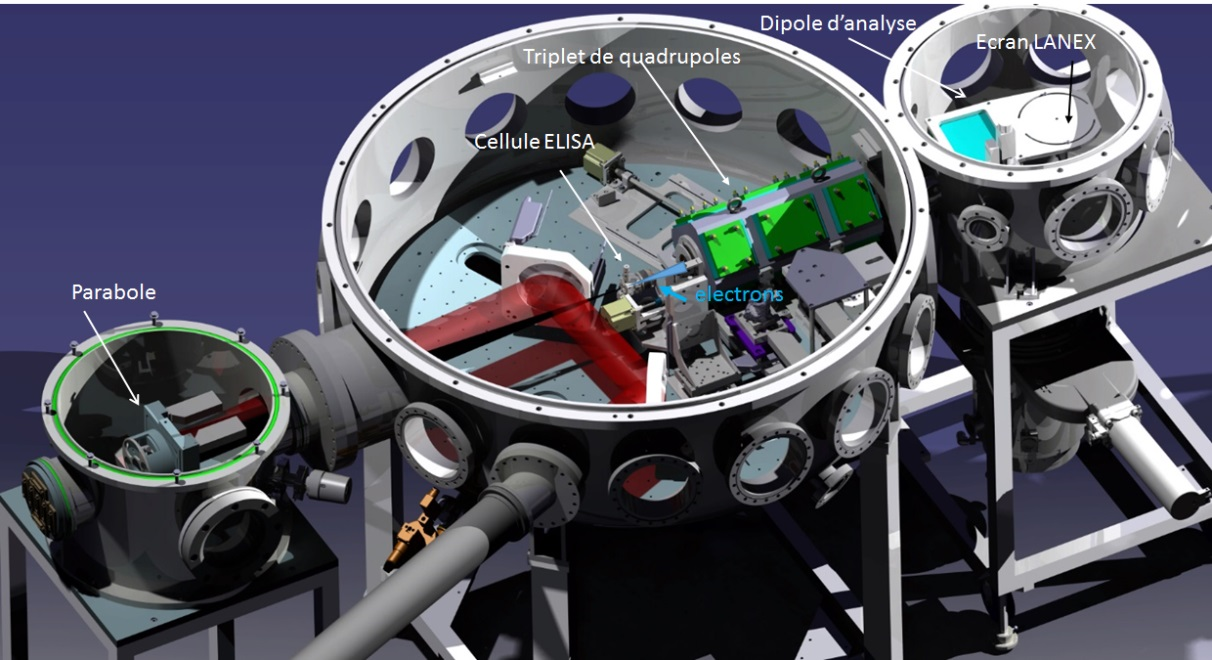 Dipole d'analyse
Ecran LANEX
Triplet de quadrupoles
Cellule ELISA
electrons
Parabole